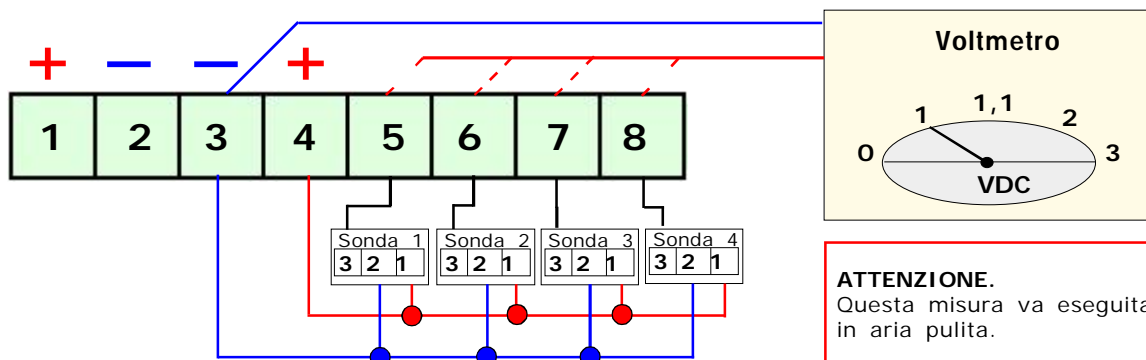 Voltmetro
+ — — +
1 2 3 4 5 6 7 8
0 1 1,1 2 3
VDC
Sonda 1 Sonda 2 Sonda 3 Sonda 4
3 2 1 3 2 1 3 2 1 3 2 1
ATTENZIONE.
Questa misura va eseguita
in aria pulita.